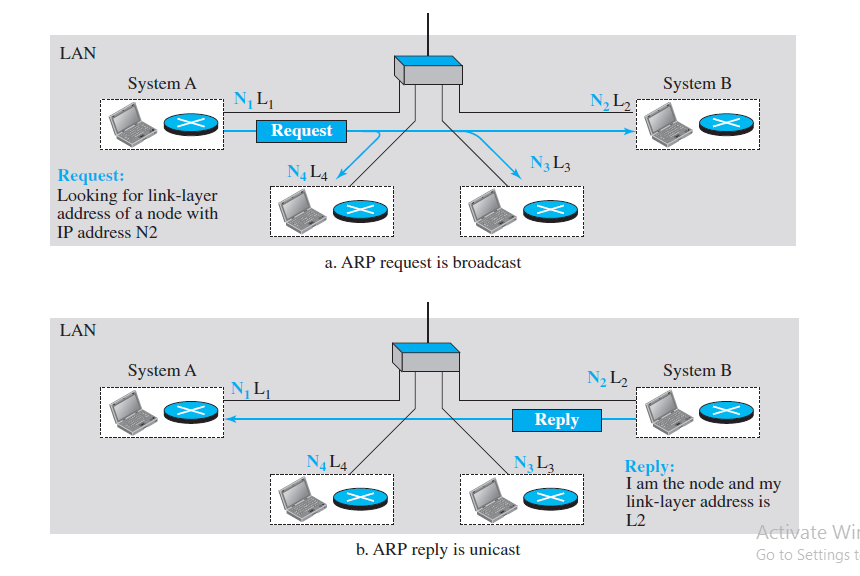 LAN
System A
System B
N₁ L₁
N₂ L₂
Request
N₄ L₄
N₃ L₃
Request:
Looking for link-layer
address of a node with
IP address N2
a. ARP request is broadcast
LAN
System A
System B
N₁ L₁
N₂ L₂
Reply
N₄ L₄
N₃ L₃
Reply:
I am the node and my
link-layer address is
L2
b. ARP reply is unicast
Activate Win
Go to Settings t